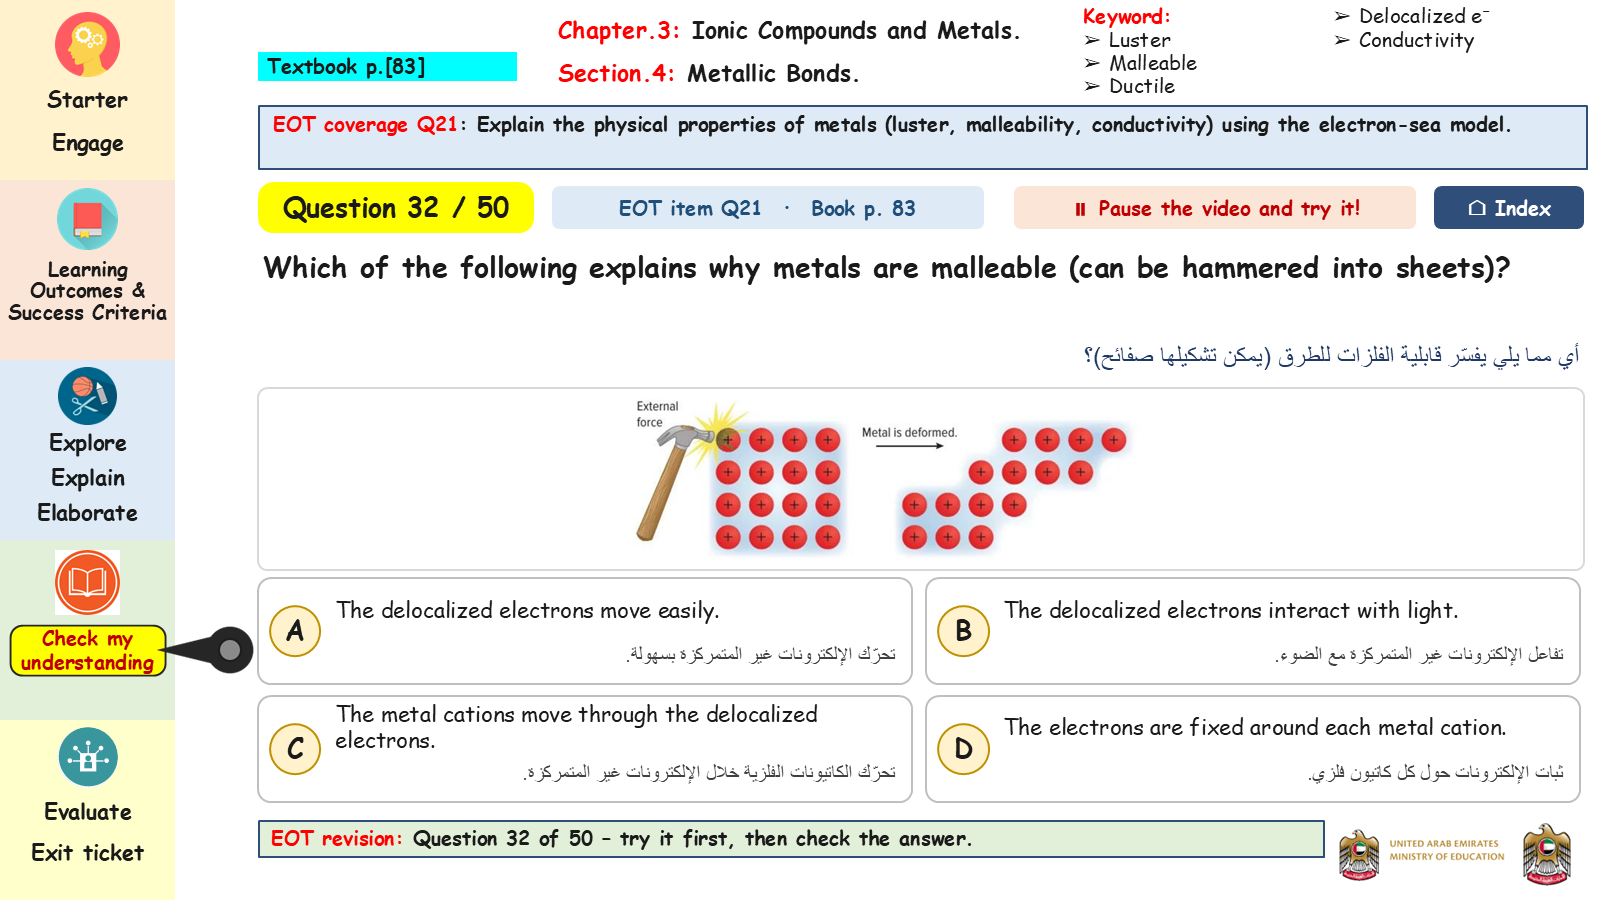 Starter
Engage
Learning
Outcomes &
Success Criteria
Explore
Explain
Elaborate
Check my
understanding
Evaluate
Exit ticket
Textbook p.[83]
Chapter.3: Ionic Compounds and Metals.
Section.4: Metallic Bonds.
Keyword:
➢ Luster
➢ Malleable
➢ Ductile
➢ Delocalized e⁻
➢ Conductivity
EOT coverage Q21: Explain the physical properties of metals (luster, malleability, conductivity) using the electron-sea model.
Question 32 / 50
EOT item Q21 · Book p. 83
⏸ Pause the video and try it!
☖ Index
Which of the following explains why metals are malleable (can be hammered into sheets)?
أي مما يلي يفسّر قابلية الفلزات للطرق (يمكن تشكيلها صفائح)؟
External
force
Metal is deformed.
+ + + +
+ + + +
+ + + +
+ + + +
+ + + +
+ + + +
+ + + +
+ + +
A
The delocalized electrons move easily.
تحرّك الإلكترونات غير المتمركزة بسهولة.
B
The delocalized electrons interact with light.
تفاعل الإلكترونات غير المتمركزة مع الضوء.
C
The metal cations move through the delocalized
electrons.
تحرّك الكاتيونات الفلزية خلال الإلكترونات غير المتمركزة.
D
The electrons are fixed around each metal cation.
ثبات الإلكترونات حول كل كاتيون فلزي.
EOT revision: Question 32 of 50 – try it first, then check the answer.
UNITED ARAB EMIRATES
MINISTRY OF EDUCATION